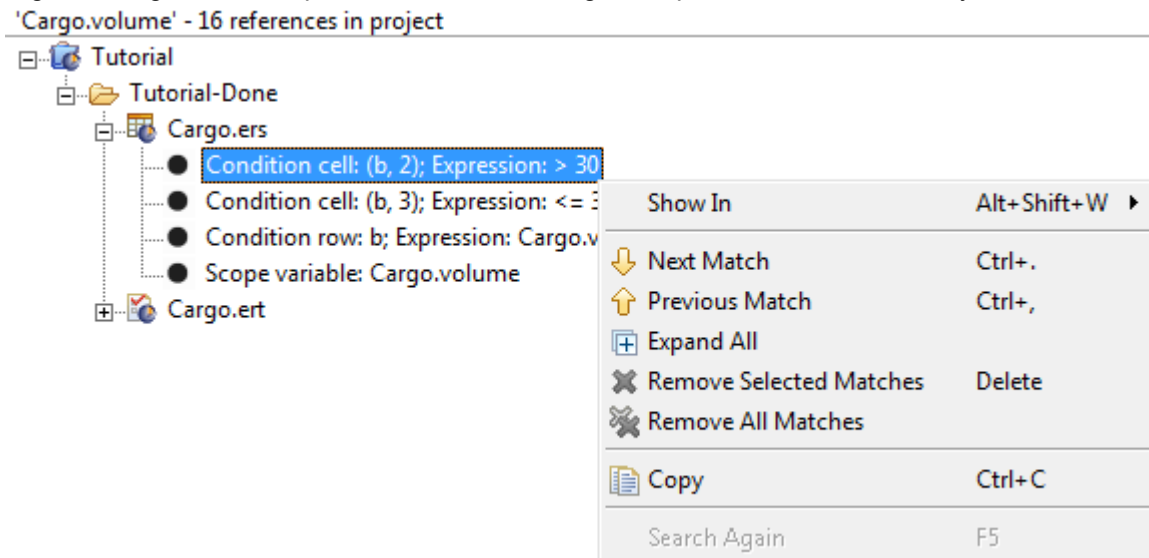 'Cargo.volume' - 16 references in project
Tutorial
Tutorial-Done
Cargo.ers
Condition cell: (b, 2); Expression: > 30
Condition cell: (b, 3); Expression: <=
Condition row: b; Expression: Cargo.v
Scope variable: Cargo.volume
Cargo.ert
Show In Alt+Shift+W
Next Match Ctrl+.
Previous Match Ctrl+,
Expand All
Remove Selected Matches Delete
Remove All Matches
Copy Ctrl+C
Search Again F5